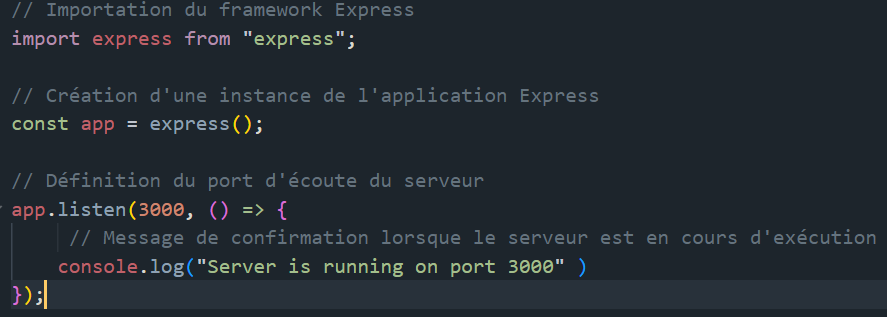 // Importation du framework Express
import express from "express";
// Création d'une instance de l'application Express
const app = express();
// Définition du port d'écoute du serveur
app.listen(3000, () => {
// Message de confirmation lorsque le serveur est en cours d'exécution
console.log("Server is running on port 3000" )
});